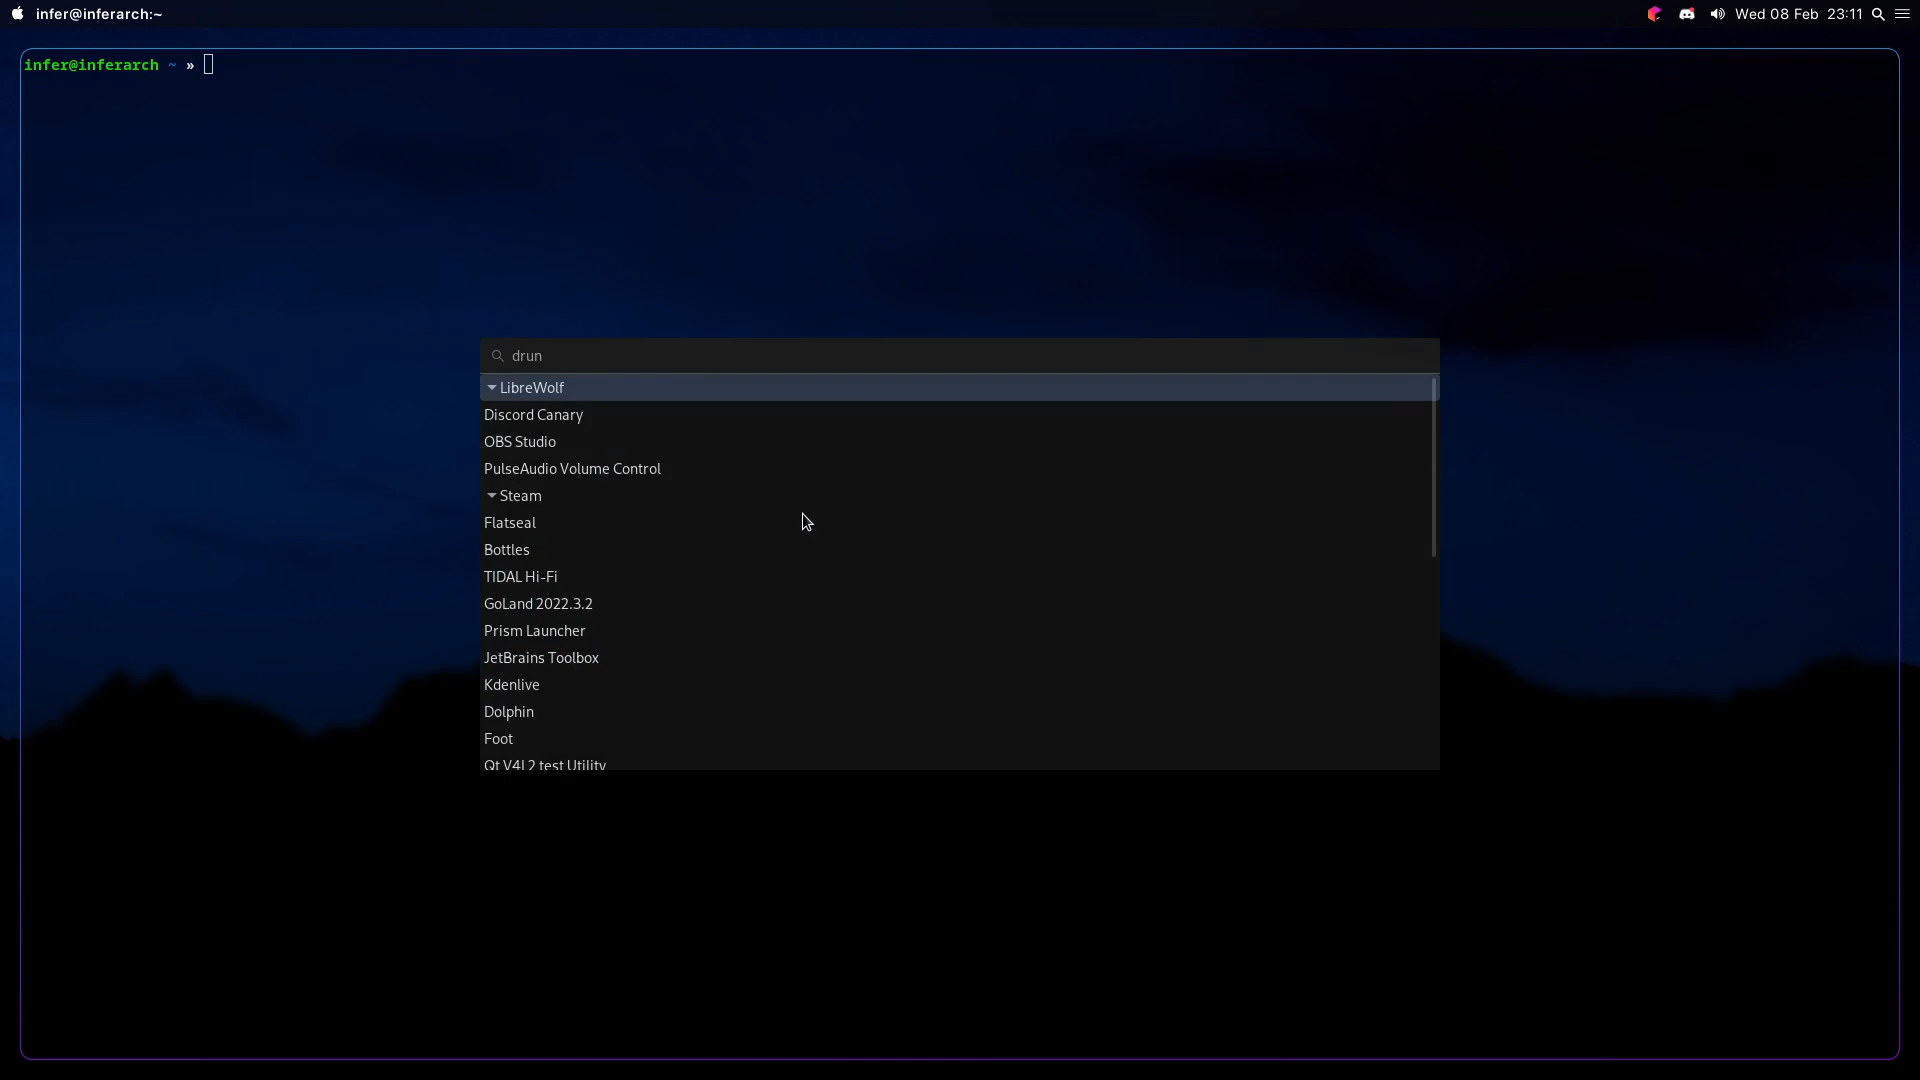 infer@inferarch:~
Wed 08 Feb 23:11
infer@inferarch ~ »
drun
LibreWolf
Discord Canary
OBS Studio
PulseAudio Volume Control
Steam
Flatseal
Bottles
TIDAL Hi-Fi
GoLand 2022.3.2
Prism Launcher
JetBrains Toolbox
Kdenlive
Dolphin
Foot
Qt V4L2 test Utility